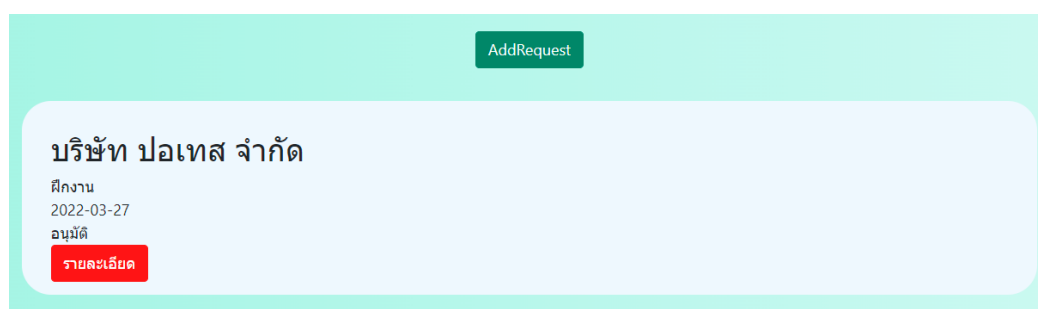 AddRequest
บริษัท ปอเทส จำกัด
ฝึกงาน
2022-03-27
อนุมัติ
รายละเอียด